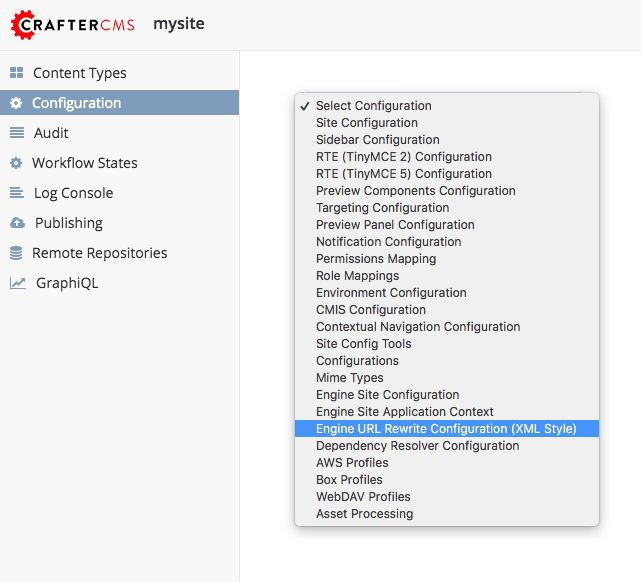 CRAFTERCMS mysite
Content Types
Configuration
Audit
Workflow States
Log Console
Publishing
Remote Repositories
GraphiQL
✓ Select Configuration
Site Configuration
Sidebar Configuration
RTE (TinyMCE 2) Configuration
RTE (TinyMCE 5) Configuration
Preview Components Configuration
Targeting Configuration
Preview Panel Configuration
Notification Configuration
Permissions Mapping
Role Mappings
Environment Configuration
CMIS Configuration
Contextual Navigation Configuration
Site Config Tools
Configurations
Mime Types
Engine Site Configuration
Engine Site Application Context
Engine URL Rewrite Configuration (XML Style)
Dependency Resolver Configuration
AWS Profiles
Box Profiles
WebDAV Profiles
Asset Processing